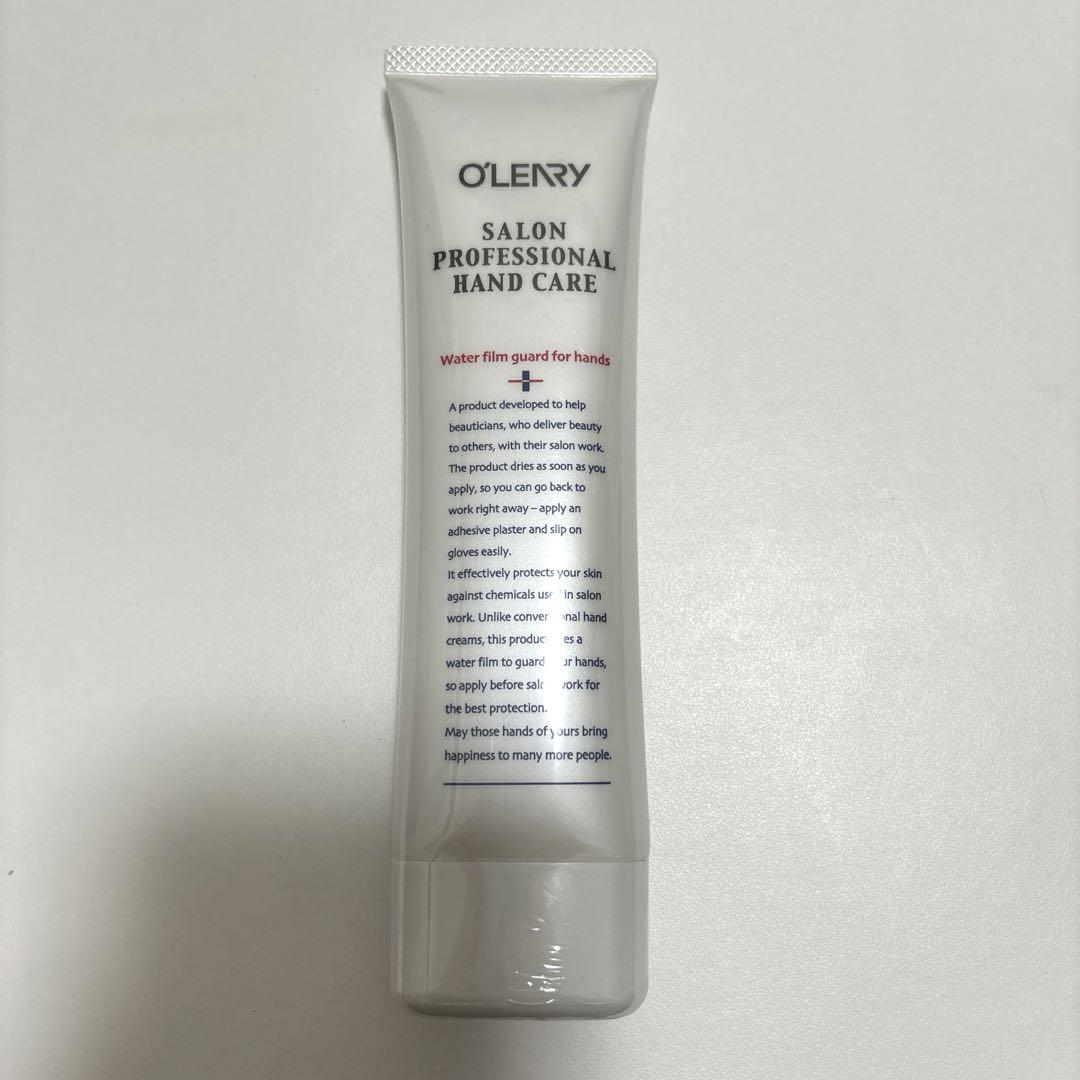 O'LEARY
SALON
PROFESSIONAL
HAND CARE
Water film guard for hands
A product developed to help
beauticians, who deliver beauty
to others, with their salon work.
The product dries as soon as you
apply, so you can go back to
work right away – apply an
adhesive plaster and slip on
gloves easily.
It effectively protects your skin
against chemicals in salon
work. Unlike hand
creams, this a
water film to guard hands,
so apply before for
the best protection.
May those hands of yours bring
happiness to many more people.